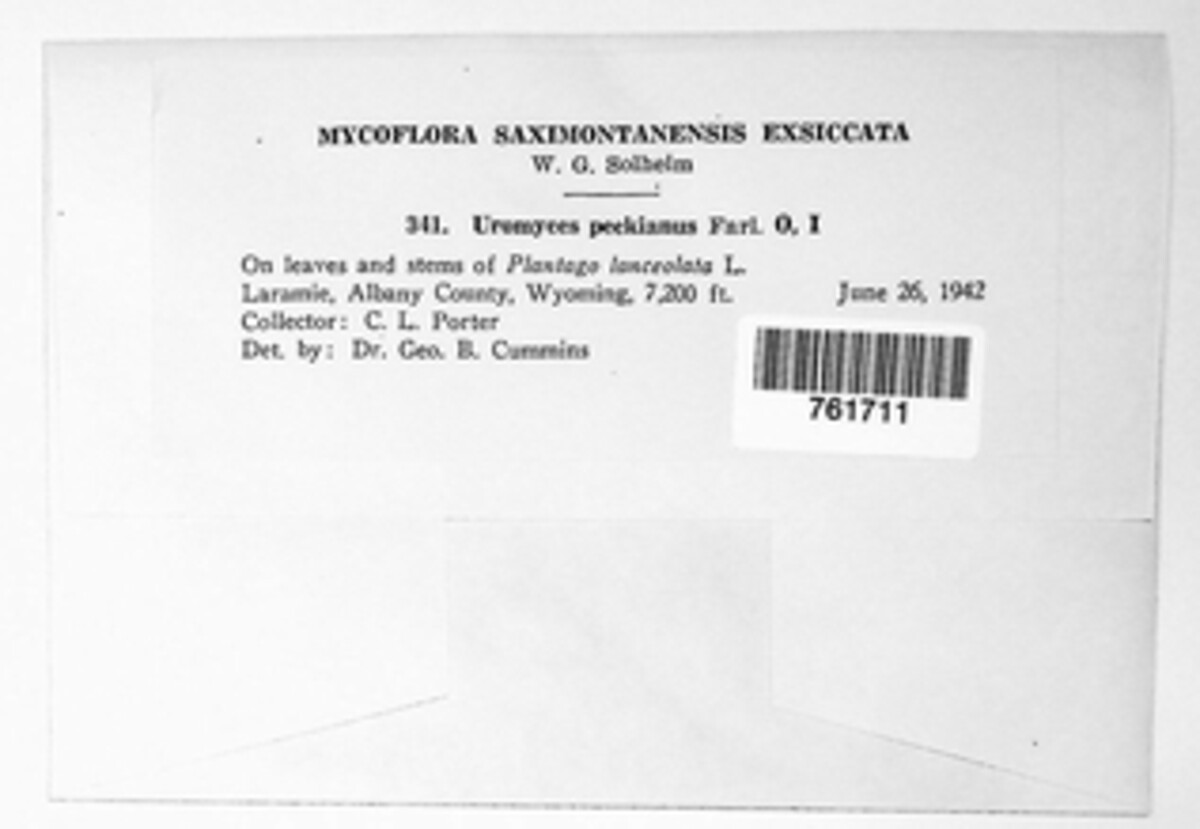 MYCOFLORA SAXIMONTANENSIS EXSICCATA
W. G. Solheim
341. Uromyces peckianus Farl. O, I
On leaves and stems of Plantago lanceolata L.
Laramie, Albany County, Wyoming, 7,200 ft. June 26, 1942
Collector: C. L. Porter
Det. by: Dr. Geo. B. Cummins
761711